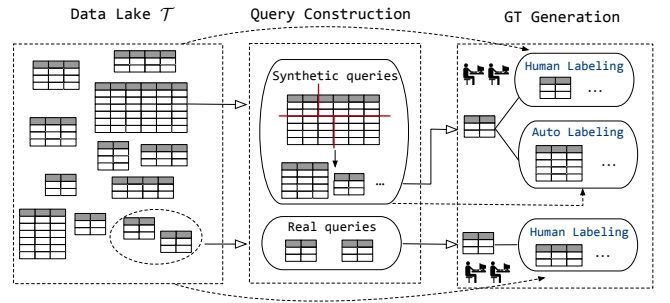 Data Lake 𝒯
Query Construction
GT Generation
Synthetic queries
...
Real queries
Human Labeling
...
Auto Labeling
...
Human Labeling
...